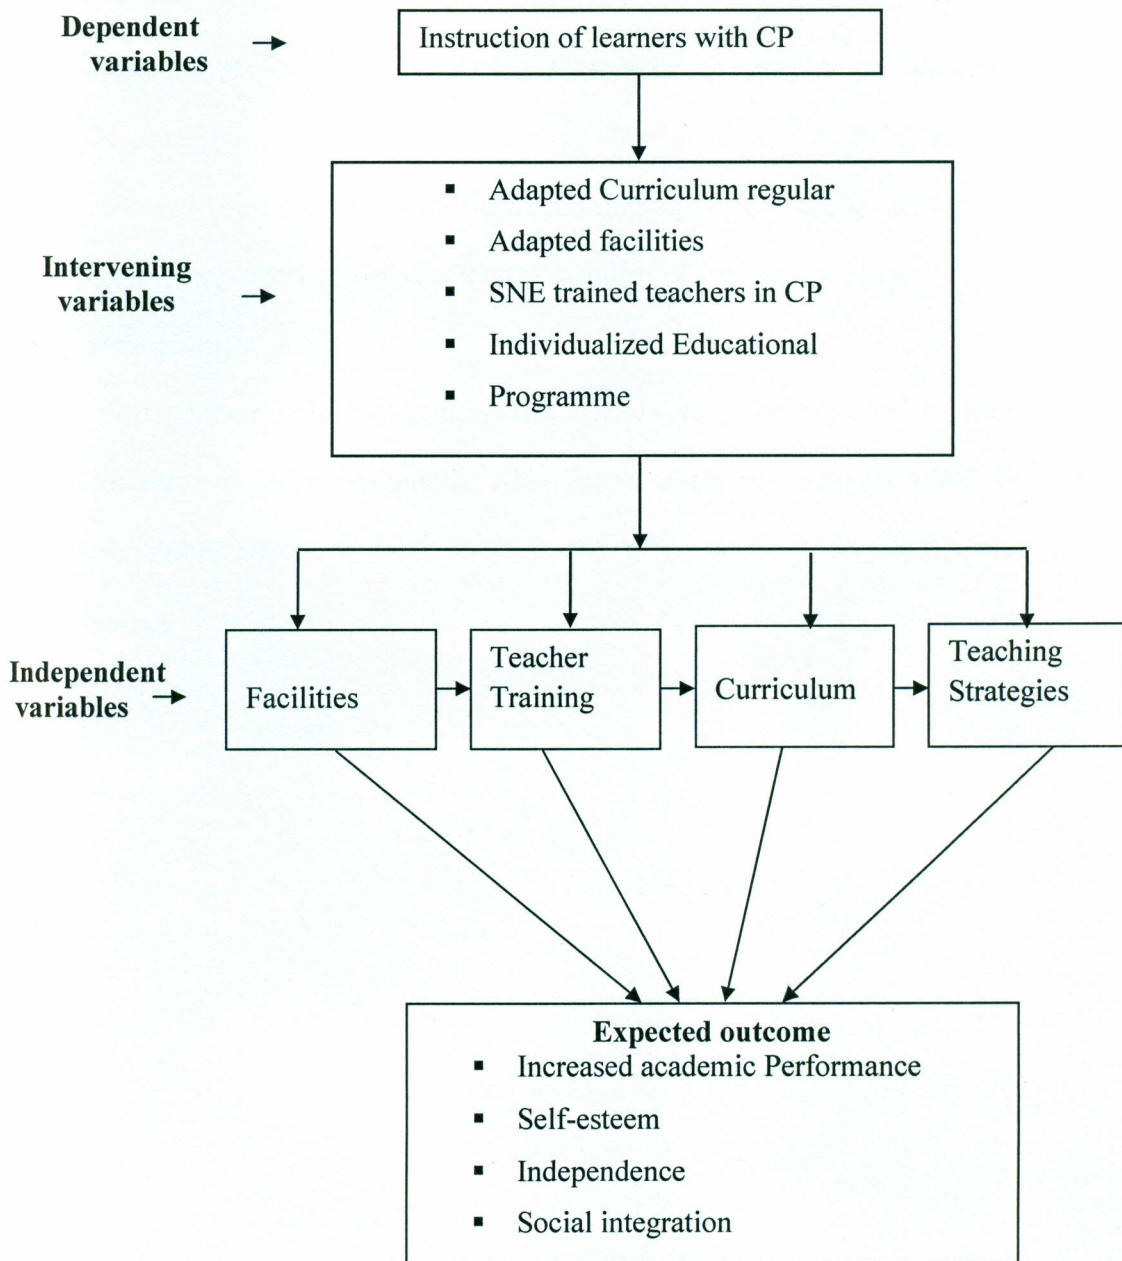 Dependent
variables
Instruction of learners with CP
Intervening
variables
▪ Adapted Curriculum regular
▪ Adapted facilities
▪ SNE trained teachers in CP
▪ Individualized Educational
▪ Programme
Independent
variables
Facilities
Teacher
Training
Curriculum
Teaching
Strategies
Expected outcome
▪ Increased academic Performance
▪ Self-esteem
▪ Independence
▪ Social integration